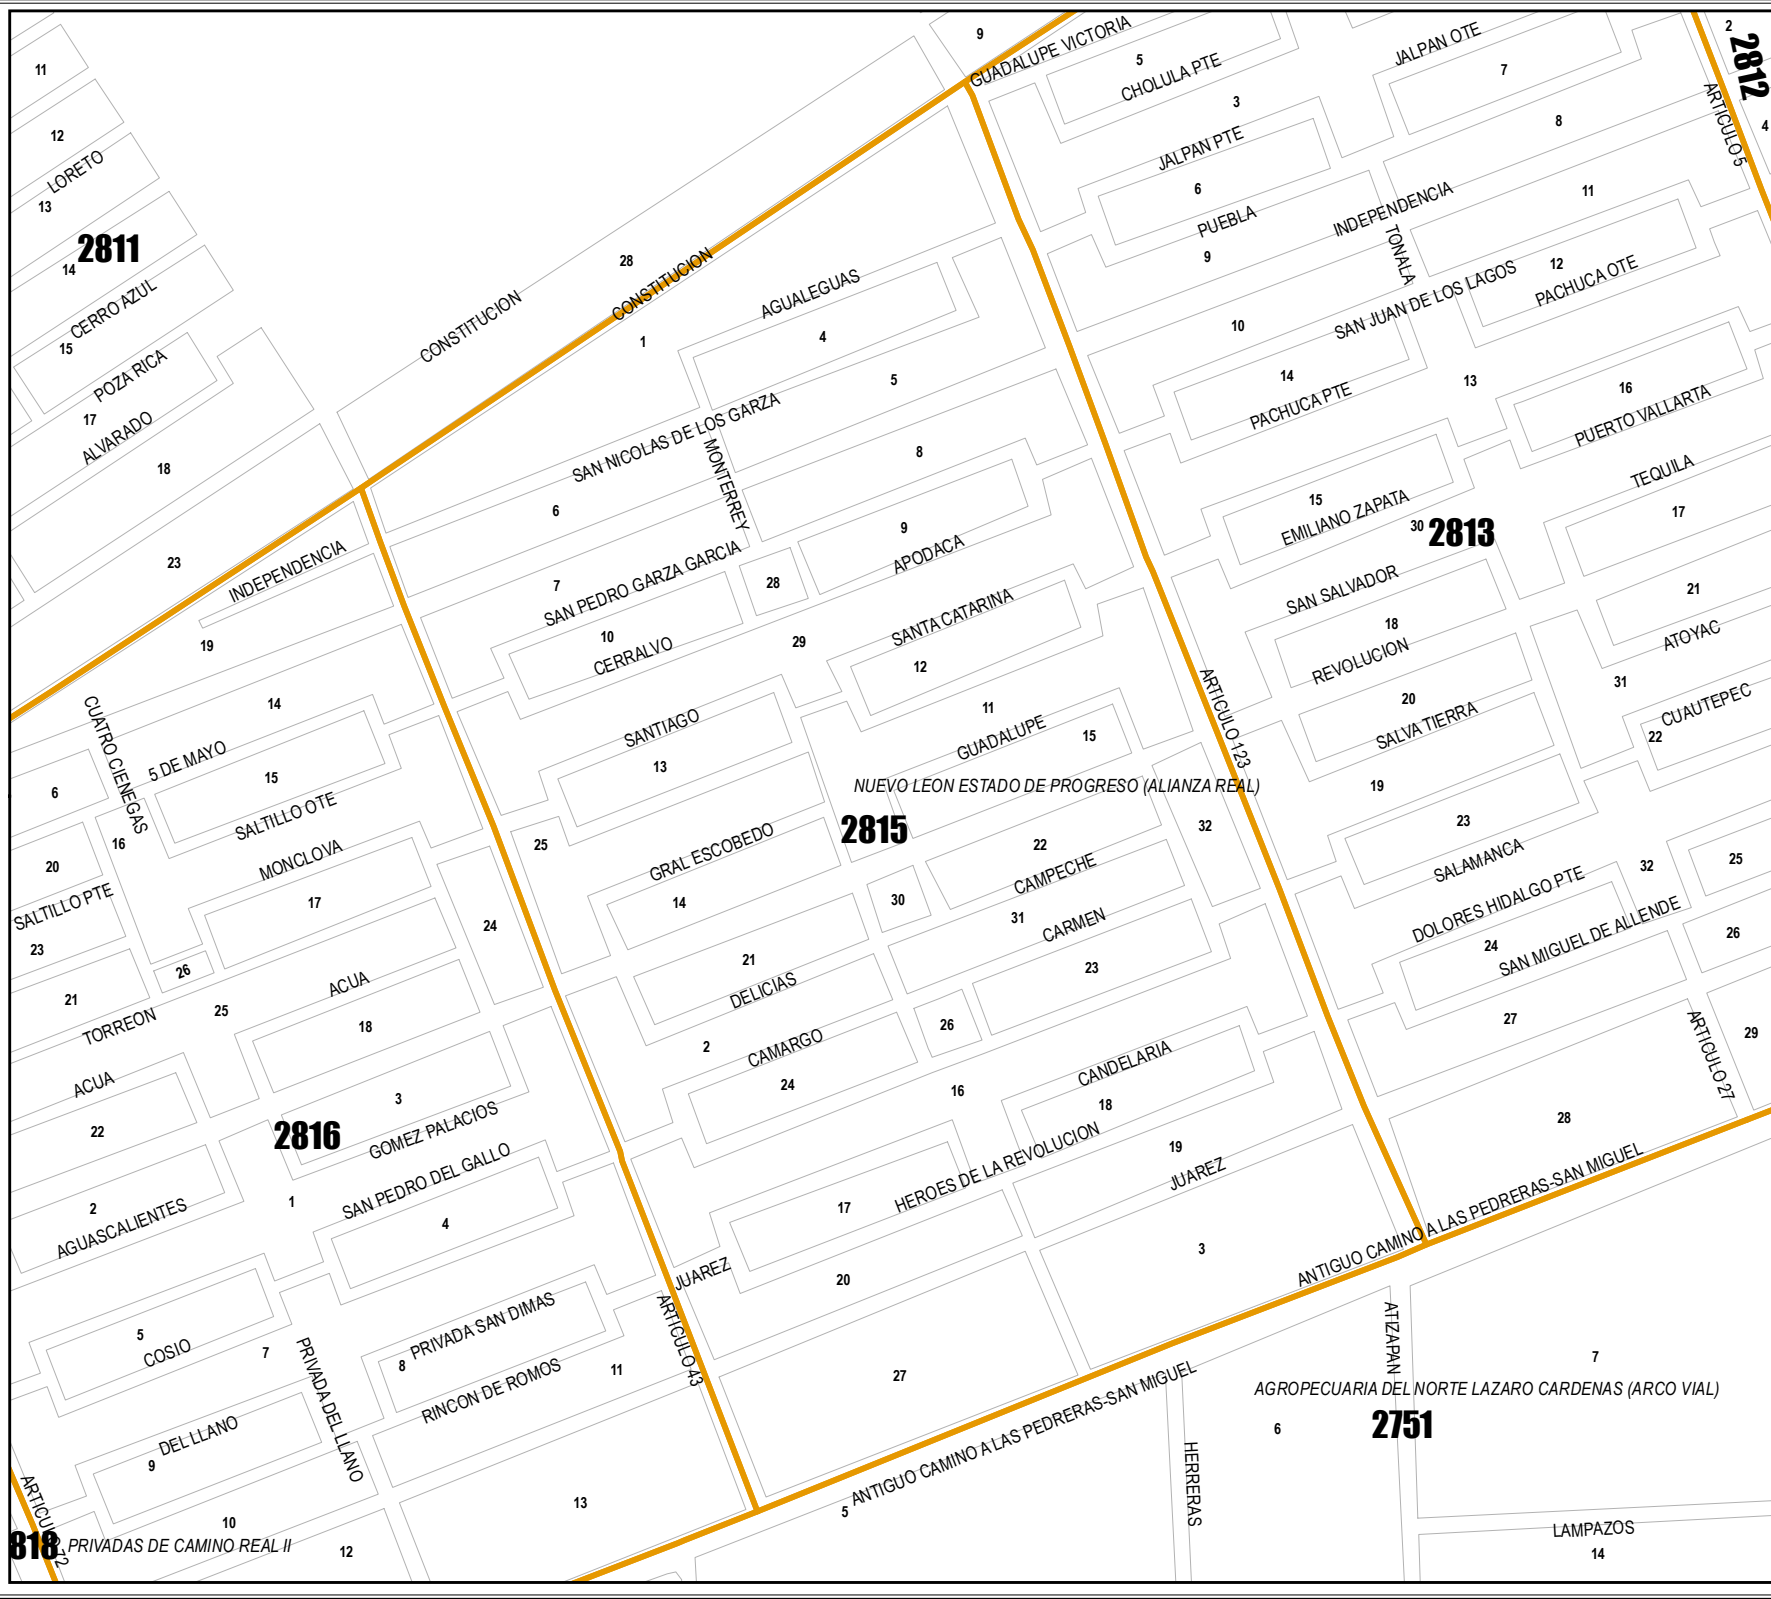 9
GUADALUPE VICTORIA
5
CHOLULA PTE
JALPAN OTE
7
2
2812
11
3
ARTICULO 5
4
8
12
JALPAN PTE
LORETO
6
11
13
PUEBLA
INDEPENDENCIA
2811
14
28
CONSTITUCION
9
TONALA
12
PACHUCA OTE
CERRO AZUL
AGUALEGUAS
SAN JUAN DE LOS LAGOS
CONSTITUCION
10
15
1
4
POZA RICA
14
13
16
5
17
ALVARADO
PACHUCA PTE
PUERTO VALLARTA
SAN NICOLAS DE LOS GARZA
18
MONTERREY
8
TEQUILA
6
15
EMILIANO ZAPATA
30
2813
17
9
APODACA
23
INDEPENDENCIA
7
SAN PEDRO GARZA GARCIA
28
SAN SALVADOR
21
SANTA CATARINA
10
CERRALVO
29
18
ATOYAC
19
REVOLUCION
12
31
CUATRO CIENEGAS
14
11
20
CUAUTEPEC
ARTICULO 123
SANTIAGO
GUADALUPE
15
SALVA TIERRA
22
5 DE MAYO
13
15
6
NUEVO LEON ESTADO DE PROGRESO (ALIANZA REAL)
19
SALTILLO OTE
2815
32
23
16
25
GRAL ESCOBEDO
22
MONCLOVA
SALAMANCA
20
CAMPECHE
32
25
SALTILLO PTE
17
14
30
31
CARMEN
DOLORES HIDALGO PTE
24
23
24
SAN MIGUEL DE ALLENDE
26
26
21
DELICIAS
23
21
ACUA
25
TORREON
18
26
27
ARTICULO 27
29
2
CAMARGO
CANDELARIA
ACUA
24
16
3
18
28
22
2816
GOMEZ PALACIOS
HEROES DE LA REVOLUCION
19
JUAREZ
SAN PEDRO DEL GALLO
2
1
17
AGUASCALIENTES
4
ANTIGUO CAMINO A LAS PEDRERAS-SAN MIGUEL
3
JUAREZ
20
ARTICULO 43
PRIVADA SAN DIMAS
ATIZAPAN
5
COSIO
7
PRIVADA DEL LLANO
8
11
27
7
RINCON DE ROMOS
AGROPECUARIA DEL NORTE LAZARO CARDENAS (ARCO VIAL)
2751
6
DEL LLANO
9
ANTIGUO CAMINO A LAS PEDRERAS-SAN MIGUEL
HERRERAS
13
5
10
LAMPAZOS
12
14
818
PRIVADAS DE CAMINO REAL II